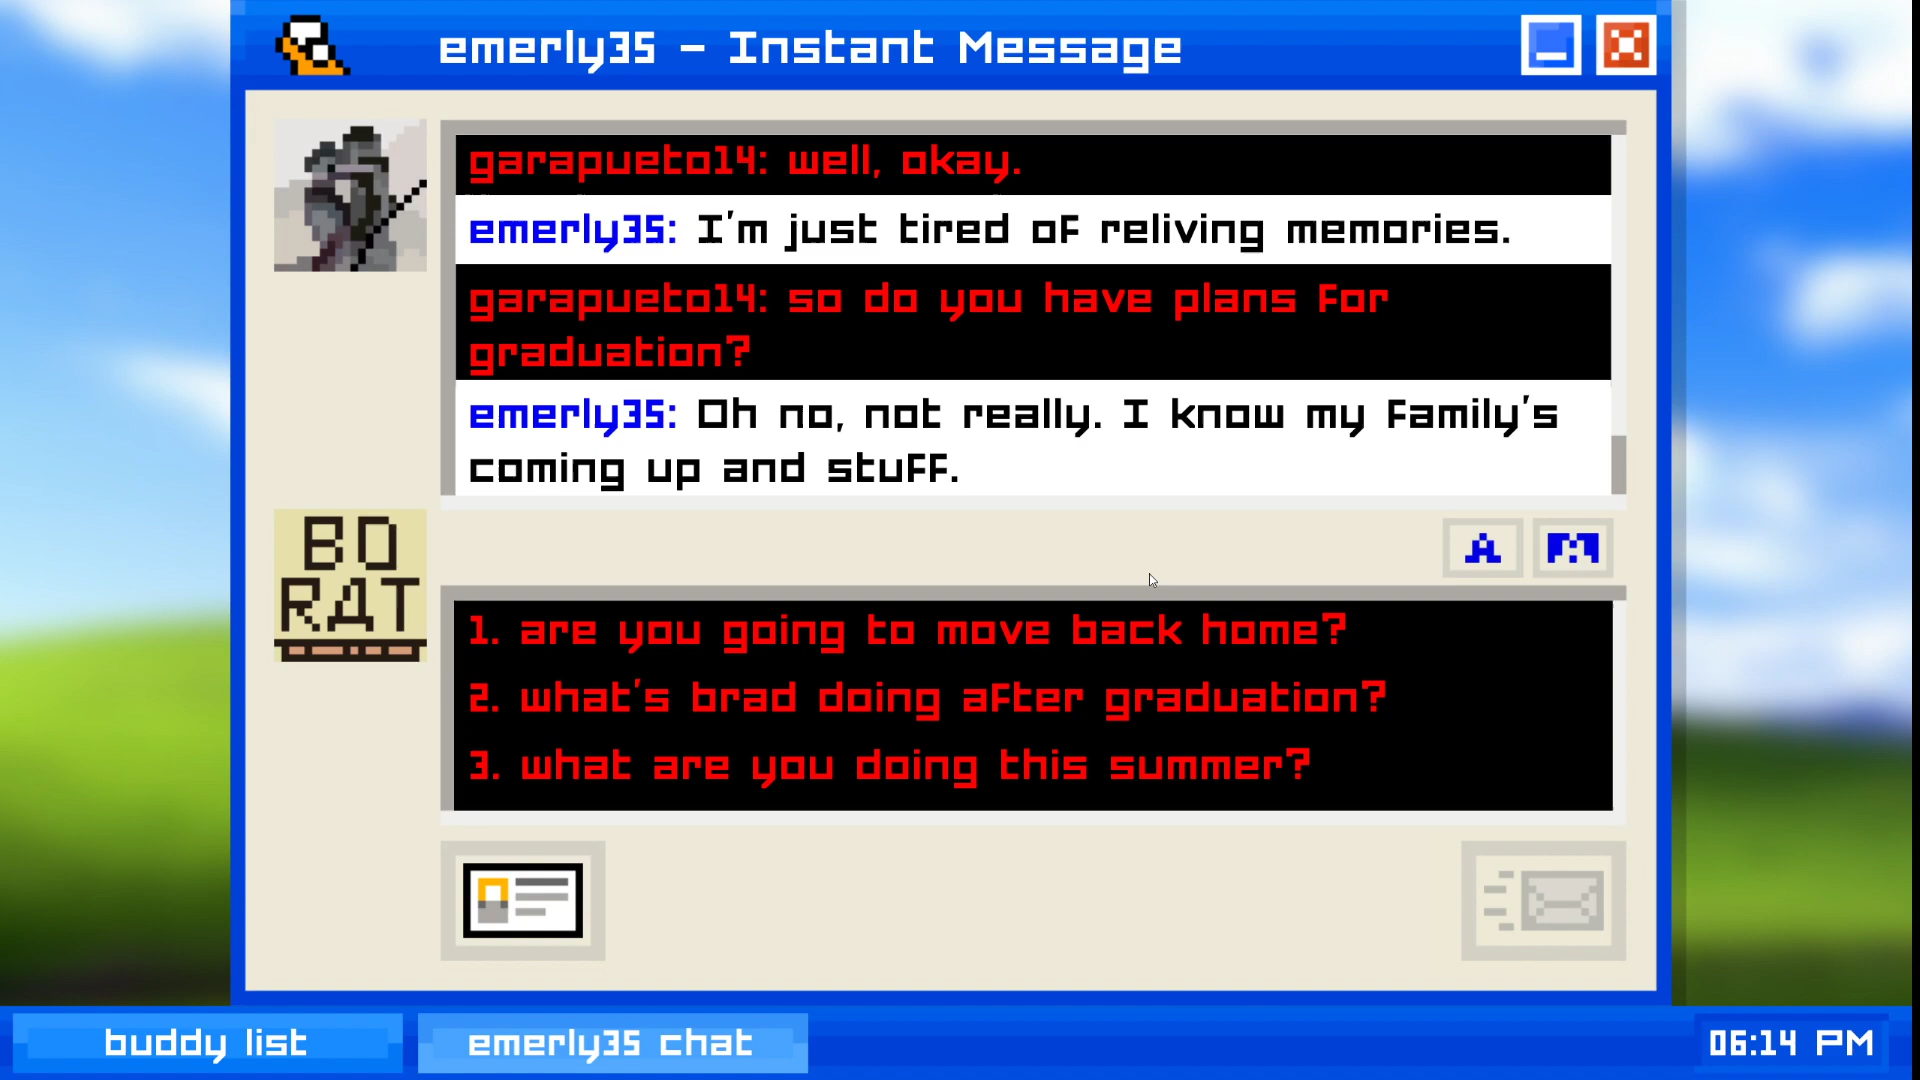 emerly35 - Instant Message
garapueto14: well, okay.
emerly35: I'm just tired of reliving memories.
garapueto14: so do you have plans for
graduation?
emerly35: Oh no, not really. I know my family's
coming up and stuff.
BO
RAT
A
1. are you going to move back home?
2. what's brad doing after graduation?
3. what are you doing this summer?
buddy list
emerly35 chat
06:14 PM